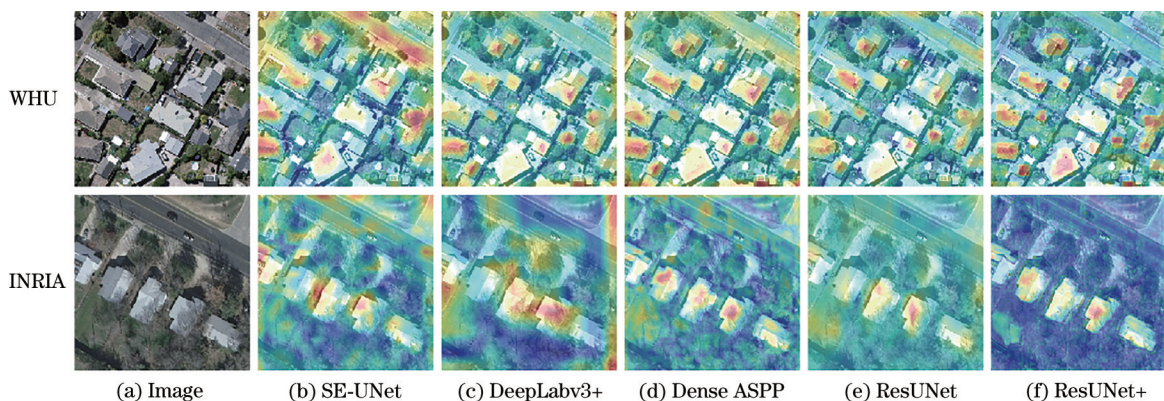 WHU
INRIA
(a) Image
(b) SE-UNet
(c) DeepLabv3+
(d) Dense ASPP
(e) ResUNet
(f) ResUNet+